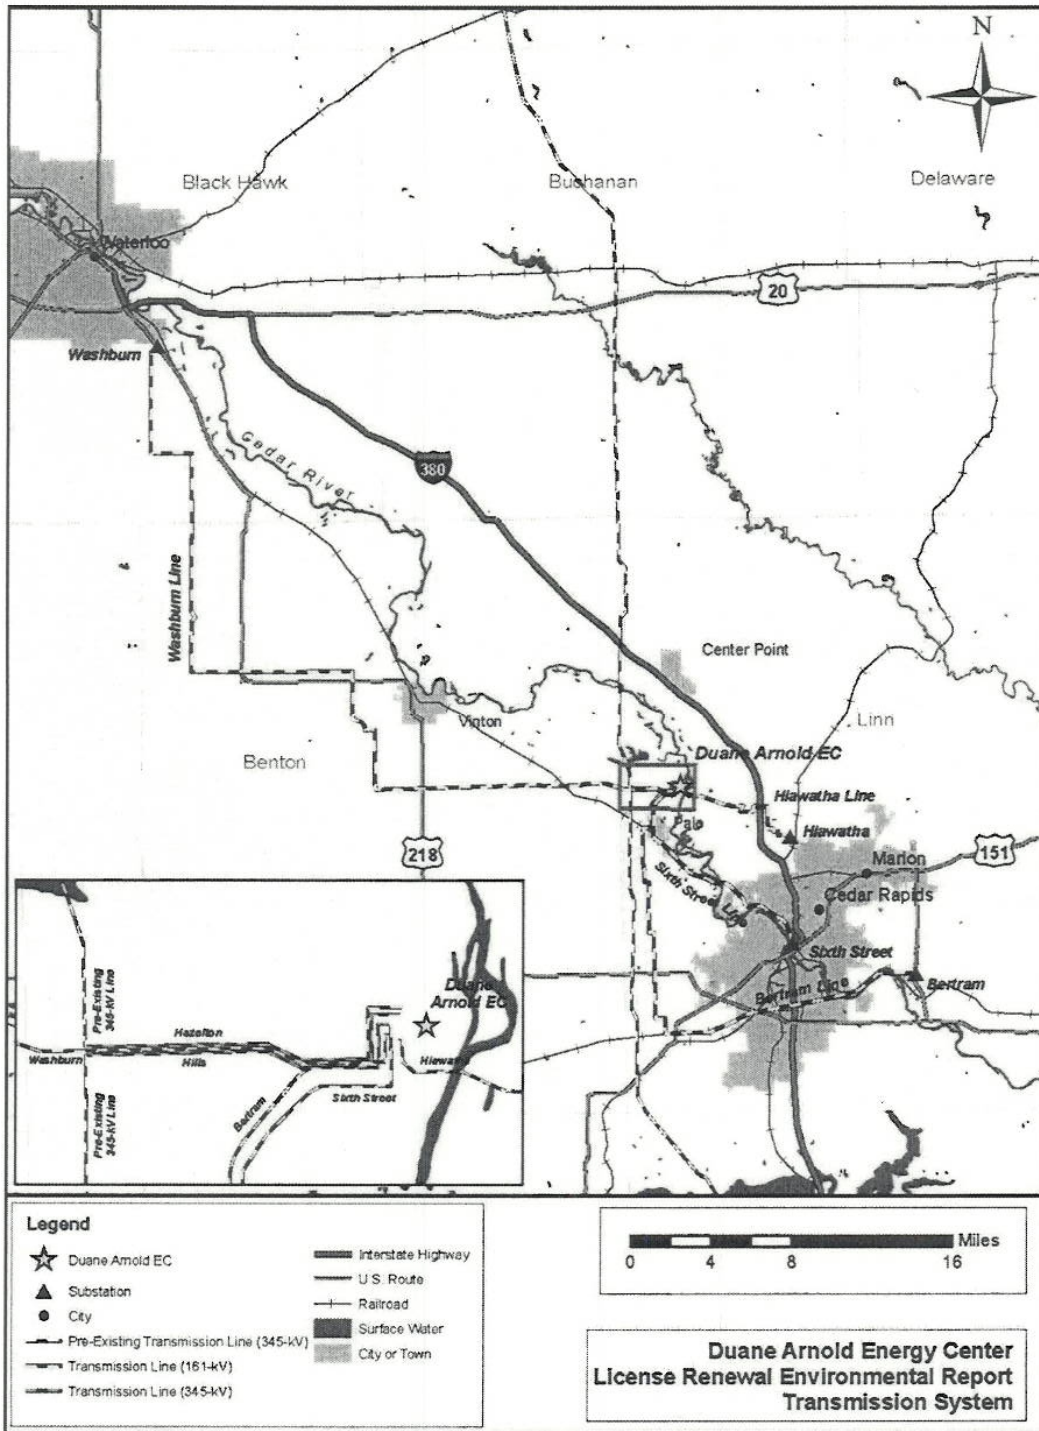 N
Black Hawk
Buchanan
Delaware
Waterloo
20
Washburn
Cedar River
380
Washburn Line
Center Point
Linn
Vinton
Benton
Duane Arnold EC
Hiawatha Line
Palo
Hiawatha
218
151
Marion
Sixth Street Line
Cedar Rapids
Sixth Street
Bertram Line
Bertram
Pre-Existing
345-kV Line
Duane
Arnold EC
Hazelton
Washburn
Hills
Hiawatha
Sixth Street
Bertram
Pre-Existing
345-kV Line
Legend
Duane Arnold EC
Substation
City
Pre-Existing Transmission Line (345-kV)
Transmission Line (161-kV)
Transmission Line (345-kV)
Interstate Highway
U.S. Route
Railroad
Surface Water
City or Town
Miles
0 4 8 16
Duane Arnold Energy Center
License Renewal Environmental Report
Transmission System